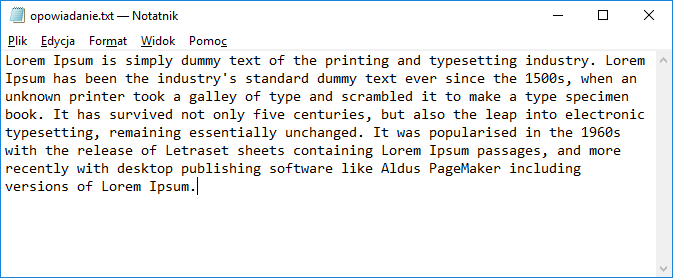 opowiadanie.txt — Notatnik
Plik Edycja Format Widok Pomoc
Lorem Ipsum is simply dummy text of the printing and typesetting industry. Lorem
Ipsum has been the industry's standard dummy text ever since the 1500s, when an
unknown printer took a galley of type and scrambled it to make a type specimen
book. It has survived not only five centuries, but also the leap into electronic
typesetting, remaining essentially unchanged. It was popularised in the 1960s
with the release of Letraset sheets containing Lorem Ipsum passages, and more
recently with desktop publishing software like Aldus PageMaker including
versions of Lorem Ipsum.